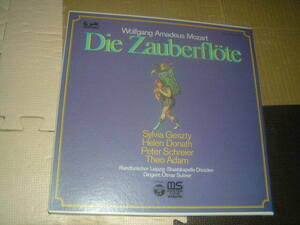 Wolfgang Amadeus Mozart
Die Zauberflöte
Sylvia Geszty
Helen Donath
Peter Schreier
Theo Adam
Rundfunkchor Leipzig · Staatskapelle Dresden
Dirigent: Otmar Suitner
MS